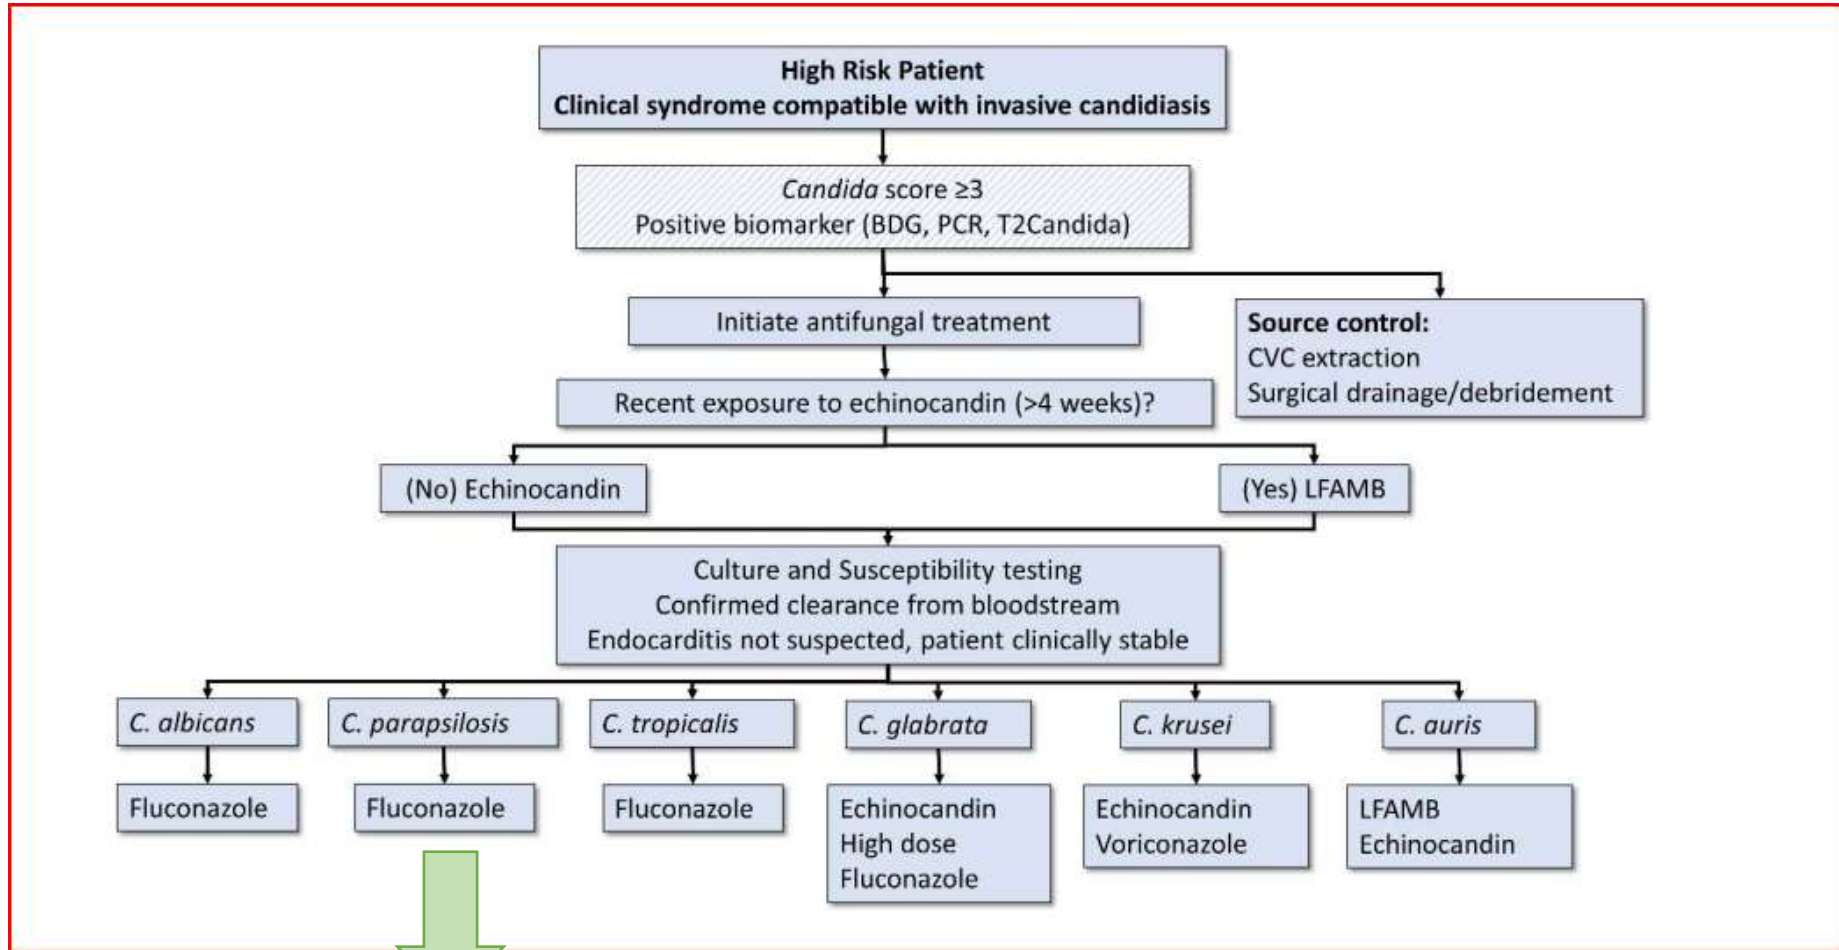 High Risk Patient
Clinical syndrome compatible with invasive candidiasis
Candida score ≥3
Positive biomarker (BDG, PCR, T2Candida)
Initiate antifungal treatment
Source control:
CVC extraction
Surgical drainage/debridement
Recent exposure to echinocandin (>4 weeks)?
(No) Echinocandin
(Yes) LFAMB
Culture and Susceptibility testing
Confirmed clearance from bloodstream
Endocarditis not suspected, patient clinically stable
C. albicans
C. parapsilosis
C. tropicalis
C. glabrata
C. krusei
C. auris
Fluconazole
Fluconazole
Fluconazole
Echinocandin
High dose
Fluconazole
Echinocandin
Voriconazole
LFAMB
Echinocandin